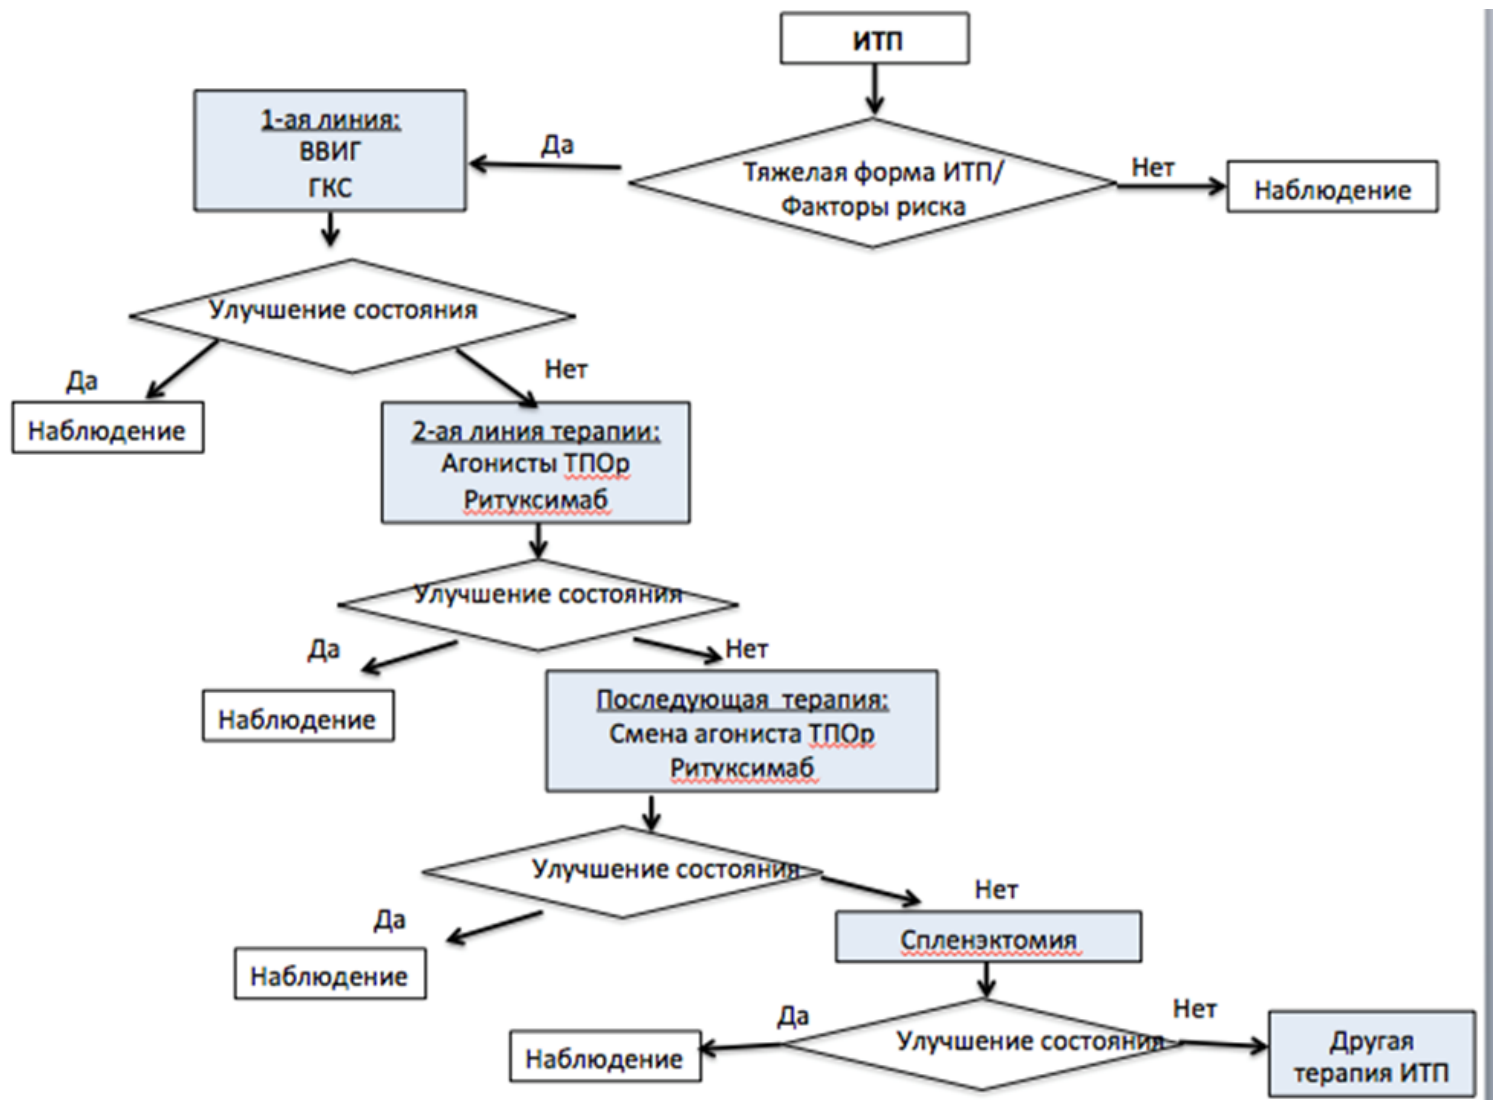 ИТП
Тяжелая форма ИТП/
Факторы риска
Да
Нет
1-ая линия:
ВВИГ
ГКС
Наблюдение
Улучшение состояния
Да
Нет
Наблюдение
2-ая линия терапии:
Агонисты ТПОр
Ритуксимаб
Улучшение состояния
Да
Нет
Наблюдение
Последующая терапия:
Смена агониста ТПОр
Ритуксимаб
Улучшение состояния
Да
Нет
Наблюдение
Спленэктомия
Улучшение состояния
Да
Нет
Наблюдение
Другая
терапия ИТП